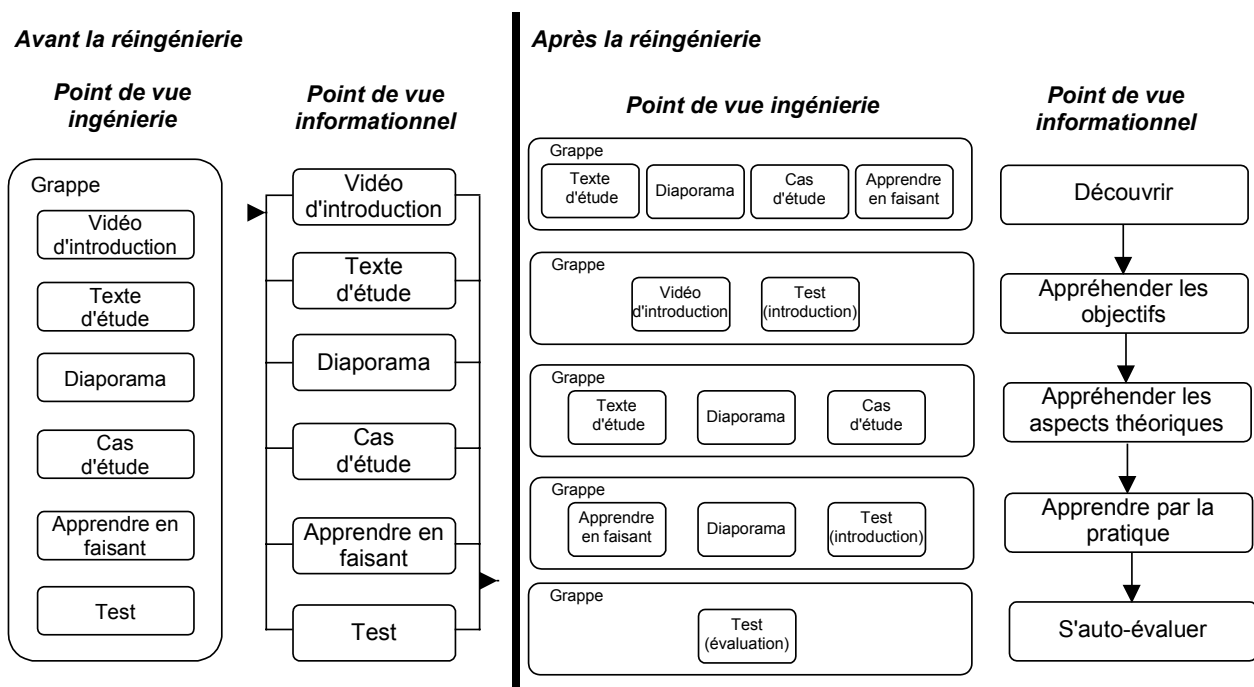 Avant la réingénierie
Point de vue
ingénierie
Point de vue
informationnel
Grappe
Vidéo
d'introduction
Texte
d'étude
Diaporama
Cas
d'étude
Apprendre en
faisant
Test
Vidéo
d'introduction
Texte
d'étude
Diaporama
Cas
d'étude
Apprendre en
faisant
Test
Après la réingénierie
Point de vue ingénierie
Point de vue
informationnel
Grappe
Texte
d'étude
Diaporama
Cas
d'étude
Apprendre
en faisant
Grappe
Vidéo
d'introduction
Test
(introduction)
Grappe
Texte
d'étude
Diaporama
Cas
d'étude
Grappe
Apprendre
en faisant
Diaporama
Test
(introduction)
Grappe
Test
(évaluation)
Découvrir
Appréhender les
objectifs
Appréhender les
aspects théoriques
Apprendre par la
pratique
S'auto-évaluer